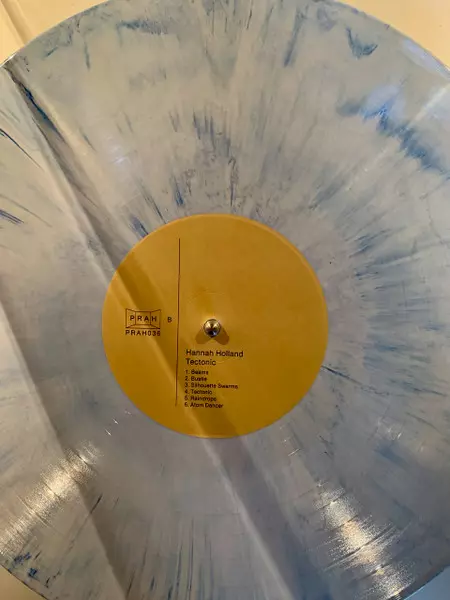 PRAH
B
PRAH036
Hannah Holland
Tectonic
1. Beams
2. Bustle
3. Silhouette Swarms
4. Tectonic
5. Raindrops
6. Atom Dancer